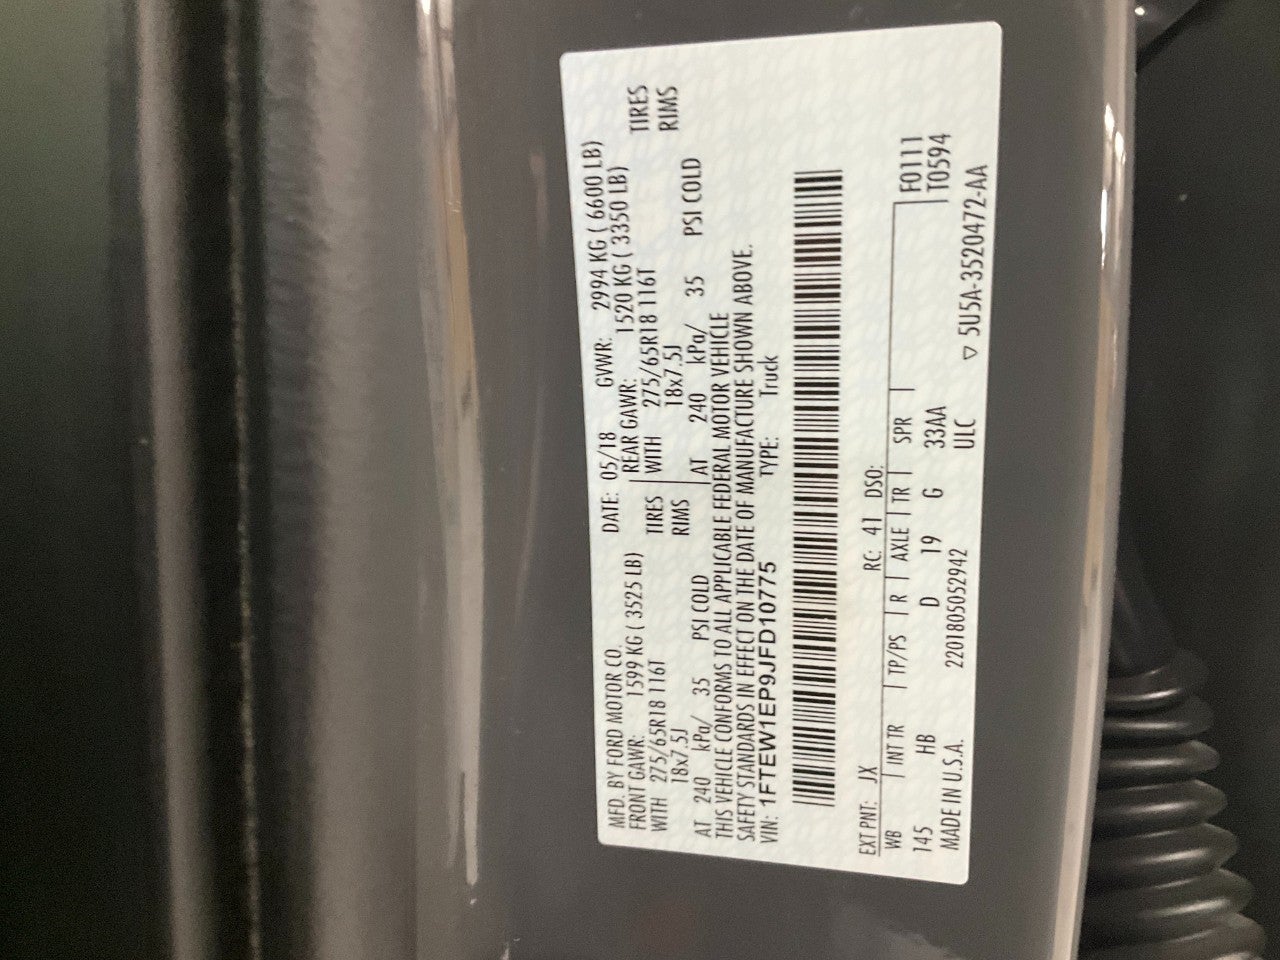 MFD. BY FORD MOTOR CO. DATE: 05/18 GVWR: 2994 KG ( 6600 LB)
FRONT GAWR: 1599 KG ( 3525 LB) REAR GAWR: 1520 KG ( 3350 LB)
WITH 275/65R18 116T TIRES WITH 275/65R18 116T TIRES
18x7.5J RIMS 18x7.5J RIMS
AT 240 kPa/ 35 PSI COLD AT 240 kPa/ 35 PSI COLD
THIS VEHICLE CONFORMS TO ALL APPLICABLE FEDERAL MOTOR VEHICLE
SAFETY STANDARDS IN EFFECT ON THE DATE OF MANUFACTURE SHOWN ABOVE.
VIN: 1FTEW1EP9JFD10775 TYPE: Truck
EXT PNT: JX RC: 41 DSO:
WB INT TR TP/PS R AXLE TR SPR F0111
145 HB D 19 G 33AA T0594
MADE IN U.S.A. 2201805052942 ULC ▽ 5U5A-3520472-AA